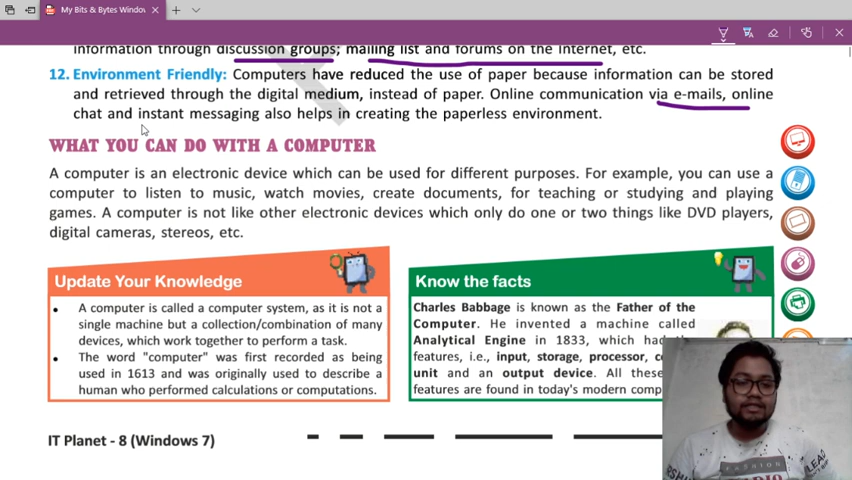 My Bits & Bytes Window
information through discussion groups; mailing list and forums on the internet, etc.
12. Environment Friendly: Computers have reduced the use of paper because information can be stored
and retrieved through the digital medium, instead of paper. Online communication via e-mails, online
chat and instant messaging also helps in creating the paperless environment.
WHAT YOU CAN DO WITH A COMPUTER
A computer is an electronic device which can be used for different purposes. For example, you can use a
computer to listen to music, watch movies, create documents, for teaching or studying and playing
games. A computer is not like other electronic devices which only do one or two things like DVD players,
digital cameras, stereos, etc.
Update Your Knowledge
• A computer is called a computer system, as it is not a
single machine but a collection/combination of many
devices, which work together to perform a task.
• The word "computer" was first recorded as being
used in 1613 and was originally used to describe a
human who performed calculations or computations.
Know the facts
Charles Babbage is known as the Father of the
Computer. He invented a machine called
Analytical Engine in 1833, which had
features, i.e., input, storage, processor,
unit and an output device. All these
features are found in today's modern
IT Planet - 8 (Windows 7)
FASHION